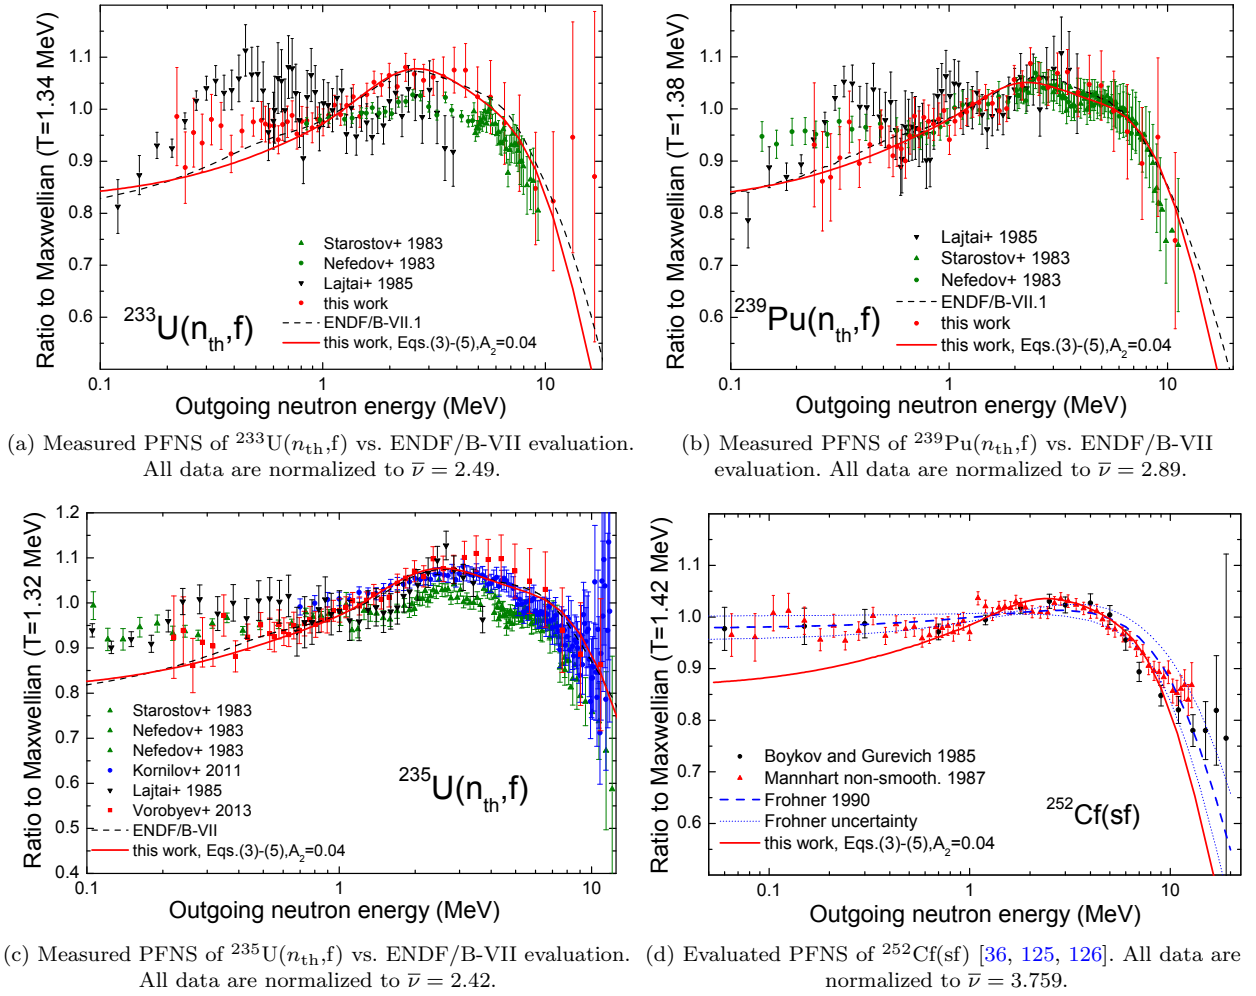 Ratio to Maxwellian (T=1.34 MeV)
1.1
1.0
0.9
0.8
0.7
0.6
Starostov+ 1983
Nefedov+ 1983
Lajtai+ 1985
this work
ENDF/B-VII.1
this work, Eqs.(3)-(5),A2=0.04
233U(nth,f)
0.1
1
10
Outgoing neutron energy (MeV)
(a) Measured PFNS of 233U(nth,f) vs. ENDF/B-VII evaluation.
All data are normalized to ν̅ = 2.49.
Ratio to Maxwellian (T=1.38 MeV)
1.1
1.0
0.9
0.8
0.7
0.6
Lajtai+ 1985
Starostov+ 1983
Nefedov+ 1983
ENDF/B-VII.1
this work
this work, Eqs.(3)-(5),A2=0.04
239Pu(nth,f)
0.1
1
10
Outgoing neutron energy (MeV)
(b) Measured PFNS of 239Pu(nth,f) vs. ENDF/B-VII
evaluation. All data are normalized to ν̅ = 2.89.
Ratio to Maxwellian (T=1.32 MeV)
1.2
1.1
1.0
0.9
0.8
0.7
0.6
0.5
0.4
Starostov+ 1983
Nefedov+ 1983
Nefedov+ 1983
Kornilov+ 2011
Lajtai+ 1985
Vorobyev+ 2013
ENDF/B-VII
this work, Eqs.(3)-(5),A2=0.04
235U(nth,f)
0.1
1
10
Outgoing neutron energy (MeV)
(c) Measured PFNS of 235U(nth,f) vs. ENDF/B-VII evaluation.
All data are normalized to ν̅ = 2.42.
Ratio to Maxwellian (T=1.42 MeV)
1.1
1.0
0.9
0.8
0.7
0.6
Boykov and Gurevich 1985
Mannhart non-smooth. 1987
Frohner 1990
Frohner uncertainty
this work, Eqs.(3)-(5),A2=0.04
252Cf(sf)
0.1
1
10
Outgoing neutron energy (MeV)
(d) Evaluated PFNS of 252Cf(sf) [36, 125, 126]. All data are
normalized to ν̅ = 3.759.